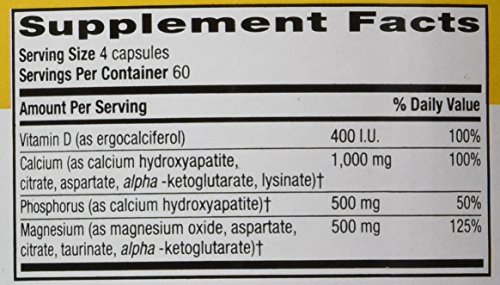 Supplement Facts
Serving Size 4 capsules
Servings Per Container 60
Amount Per Serving % Daily Value
Vitamin D (as ergocalciferol) 400 I.U. 100%
Calcium (as calcium hydroxyapatite, 1,000 mg 100%
citrate, aspartate, alpha -ketoglutarate, lysinate)†
Phosphorus (as calcium hydroxyapatite)† 500 mg 50%
Magnesium (as magnesium oxide, aspartate, 500 mg 125%
citrate, taurinate, alpha -ketoglutarate)†